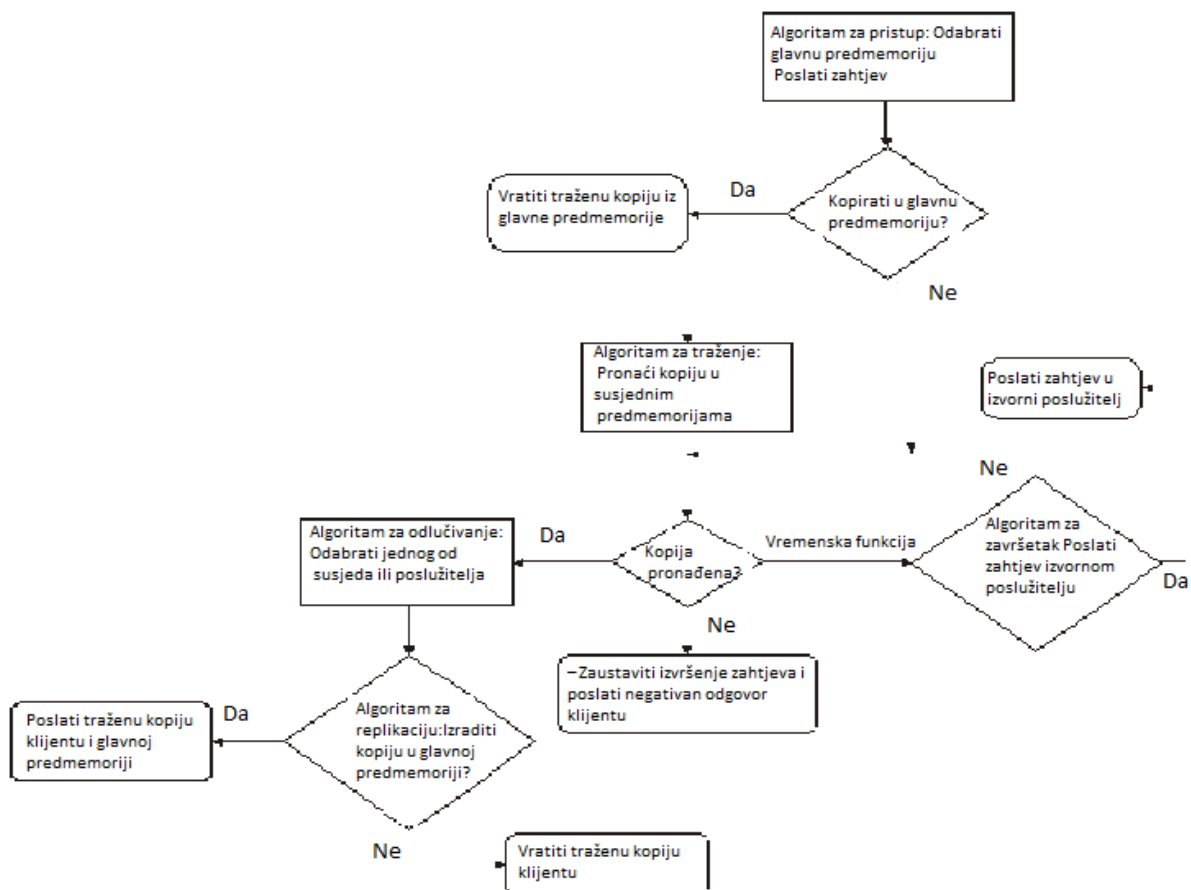 Algoritam za pristup: Odabrati
glavnu predmemoriju
Poslati zahtjev
Da
Vratiti traženu kopiju iz
glavne predmemorije
Kopirati u glavnu
predmemoriju?
Ne
Algoritam za traženje:
Pronaći kopiju u
susjednim
predmemorijama
Poslati zahtjev u
izvorni poslužitelj
Ne
Algoritam za odlučivanje:
Odabrati jednog od
susjeda ili poslužitelja
Da
Kopija
pronađena?
Vremenska funkcija
Algoritam za
završetak Poslati
zahtjev izvornom
poslužitelju
Da
Ne
–Zaustaviti izvršenje zahtjeva i
poslati negativan odgovor
klijentu
Poslati traženu kopiju
klijentu i glavnoj
predmemoriji
Da
Algoritam za
replikaciju:Izraditi
kopiju u glavnoj
predmemoriji?
Ne
Vratiti traženu kopiju
klijentu